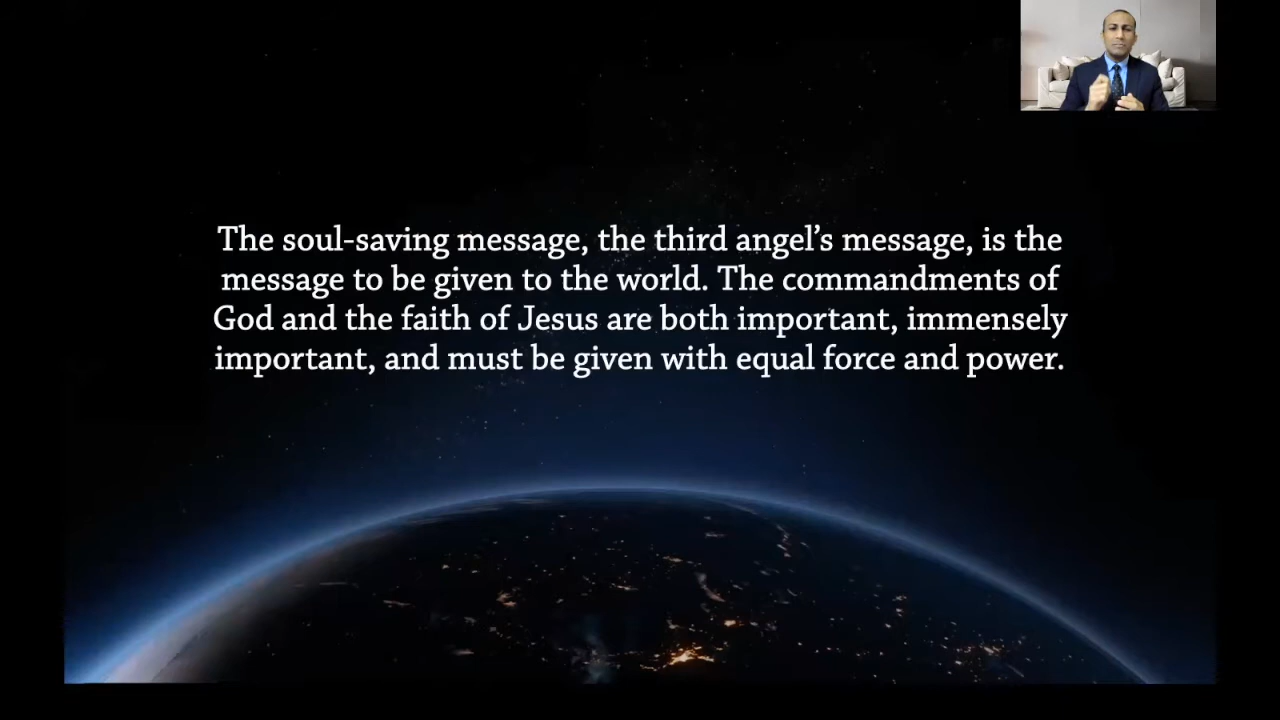 The soul-saving message, the third angel’s message, is the
message to be given to the world. The commandments of
God and the faith of Jesus are both important, immensely
important, and must be given with equal force and power.